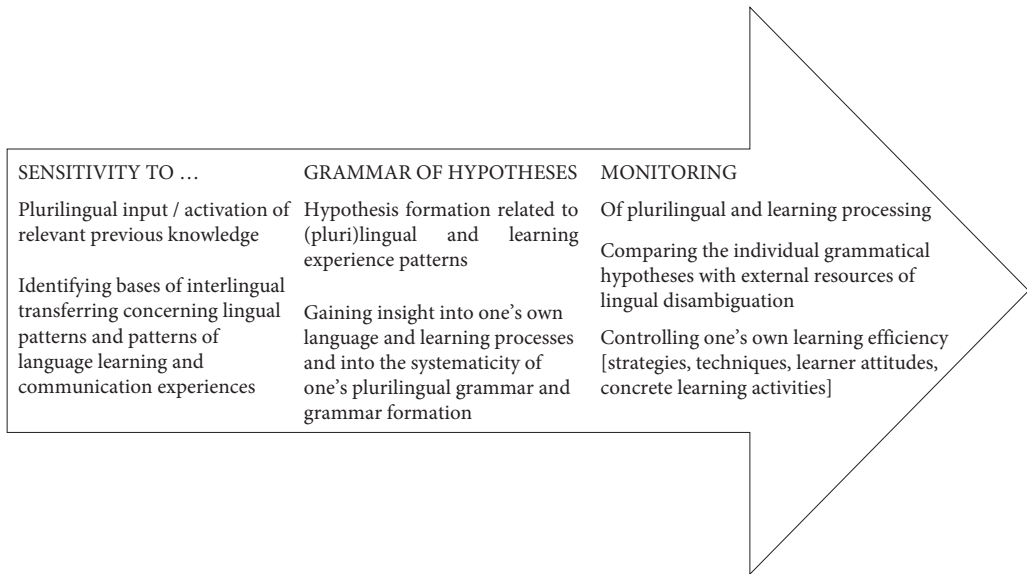 SENSITIVITY TO …
Plurilingual input / activation of
relevant previous knowledge
Identifying bases of interlingual
transferring concerning lingual
patterns and patterns of
language learning and
communication experiences
GRAMMAR OF HYPOTHESES
Hypothesis formation related to
(pluri)lingual and learning
experience patterns
Gaining insight into one’s own
language and learning processes
and into the systematicity of
one’s plurilingual grammar and
grammar formation
MONITORING
Of plurilingual and learning processing
Comparing the individual grammatical
hypotheses with external resources of
lingual disambiguation
Controlling one’s own learning efficiency
[strategies, techniques, learner attitudes,
concrete learning activities]